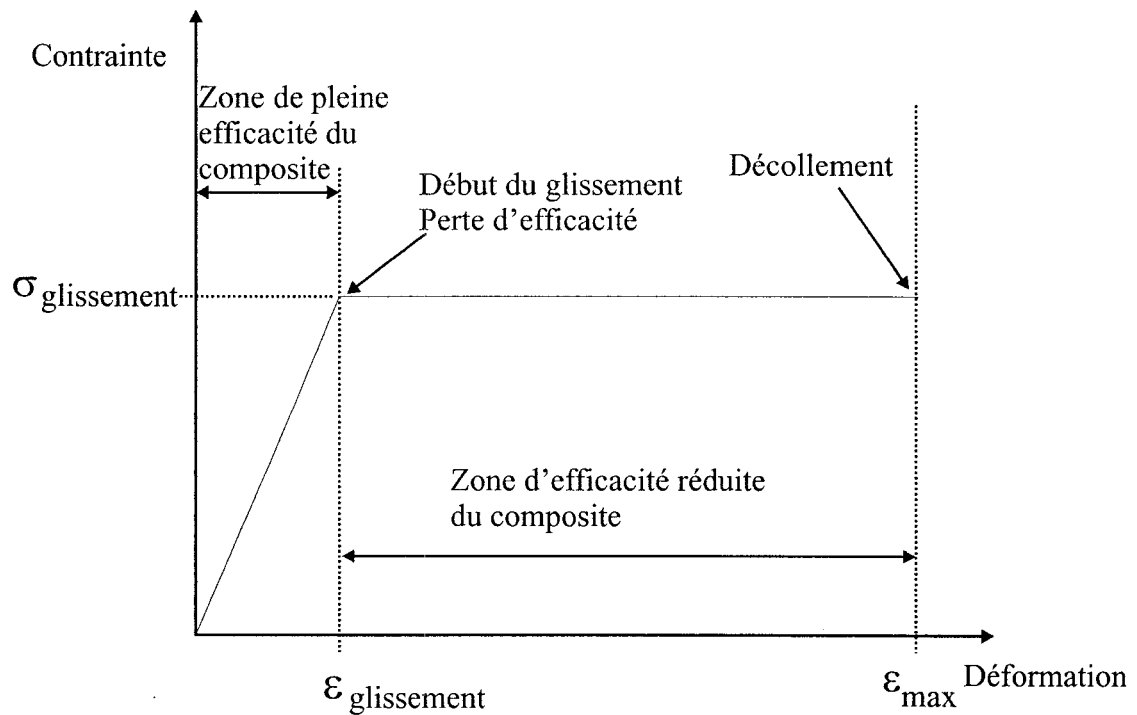 Contrainte
Zone de pleine
efficacité du
composite
Début du glissement
Perte d'efficacité
Décollement
σ glissement
Zone d'efficacité réduite
du composite
ε glissement
ε max
Déformation